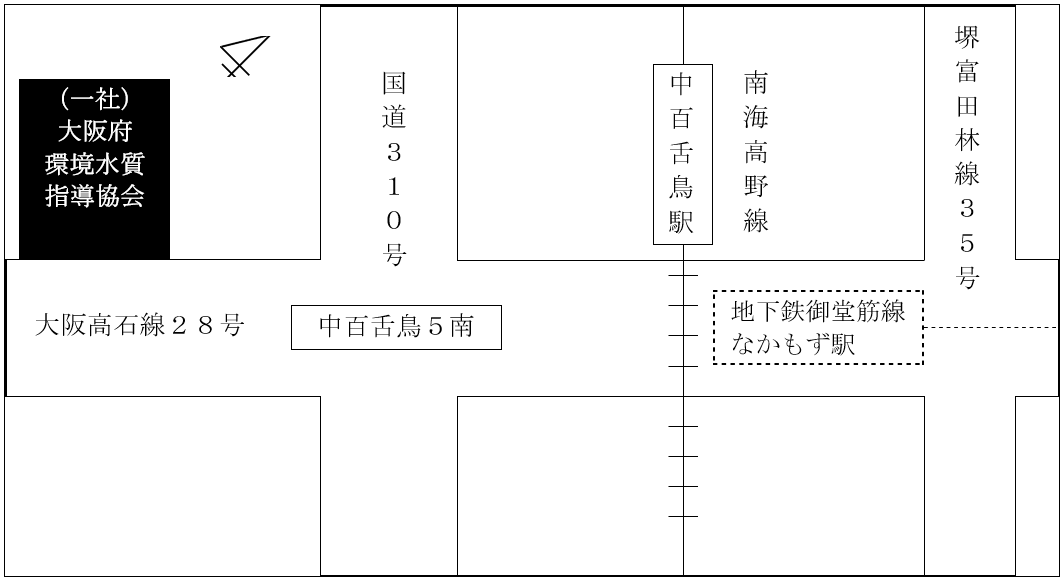 (一社)
大阪府
環境水質
指導協会
国道３１０号
中百舌鳥駅
南海高野線
堺富田林線３５号
大阪高石線２８号
中百舌鳥５南
地下鉄御堂筋線
なかもず駅